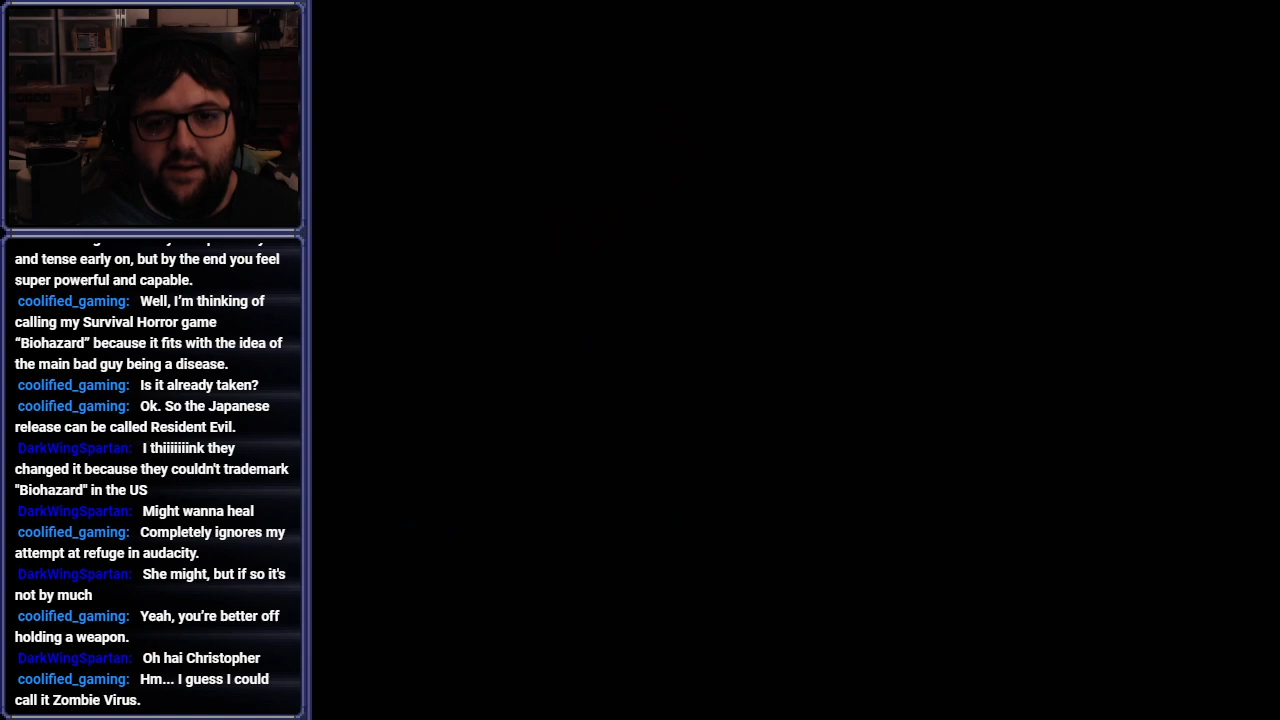 and tense early on, but by the end you feel
super powerful and capable.
coolified_gaming: Well, I’m thinking of
calling my Survival Horror game
“Biohazard” because it fits with the idea of
the main bad guy being a disease.
coolified_gaming: Is it already taken?
coolified_gaming: Ok. So the Japanese
release can be called Resident Evil.
DarkWingSpartan: I thiiiiiiink they
changed it because they couldn't trademark
"Biohazard" in the US
DarkWingSpartan: Might wanna heal
coolified_gaming: Completely ignores my
attempt at refuge in audacity.
DarkWingSpartan: She might, but if so it's
not by much
coolified_gaming: Yeah, you’re better off
holding a weapon.
DarkWingSpartan: Oh hai Christopher
coolified_gaming: Hm... I guess I could
call it Zombie Virus.